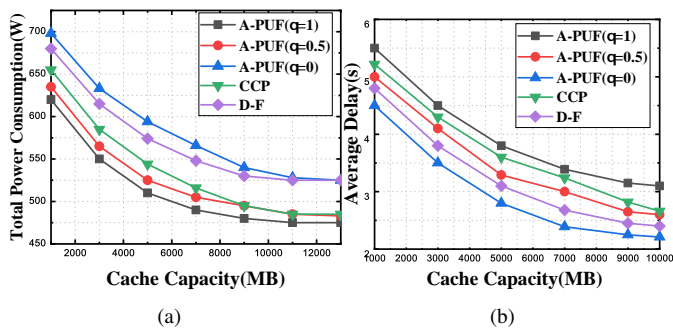 A-PUF(q=1)
A-PUF(q=0.5)
A-PUF(q=0)
CCP
D-F
Total Power Consumption(W)
700
650
600
550
500
450
2000 4000 6000 8000 10000 12000
Cache Capacity(MB)
(a)
A-PUF(q=1)
A-PUF(q=0.5)
A-PUF(q=0)
CCP
D-F
Average Delay(s)
6
5
4
3
2
2000 3000 4000 5000 6000 7000 8000 9000 10000
Cache Capacity(MB)
(b)